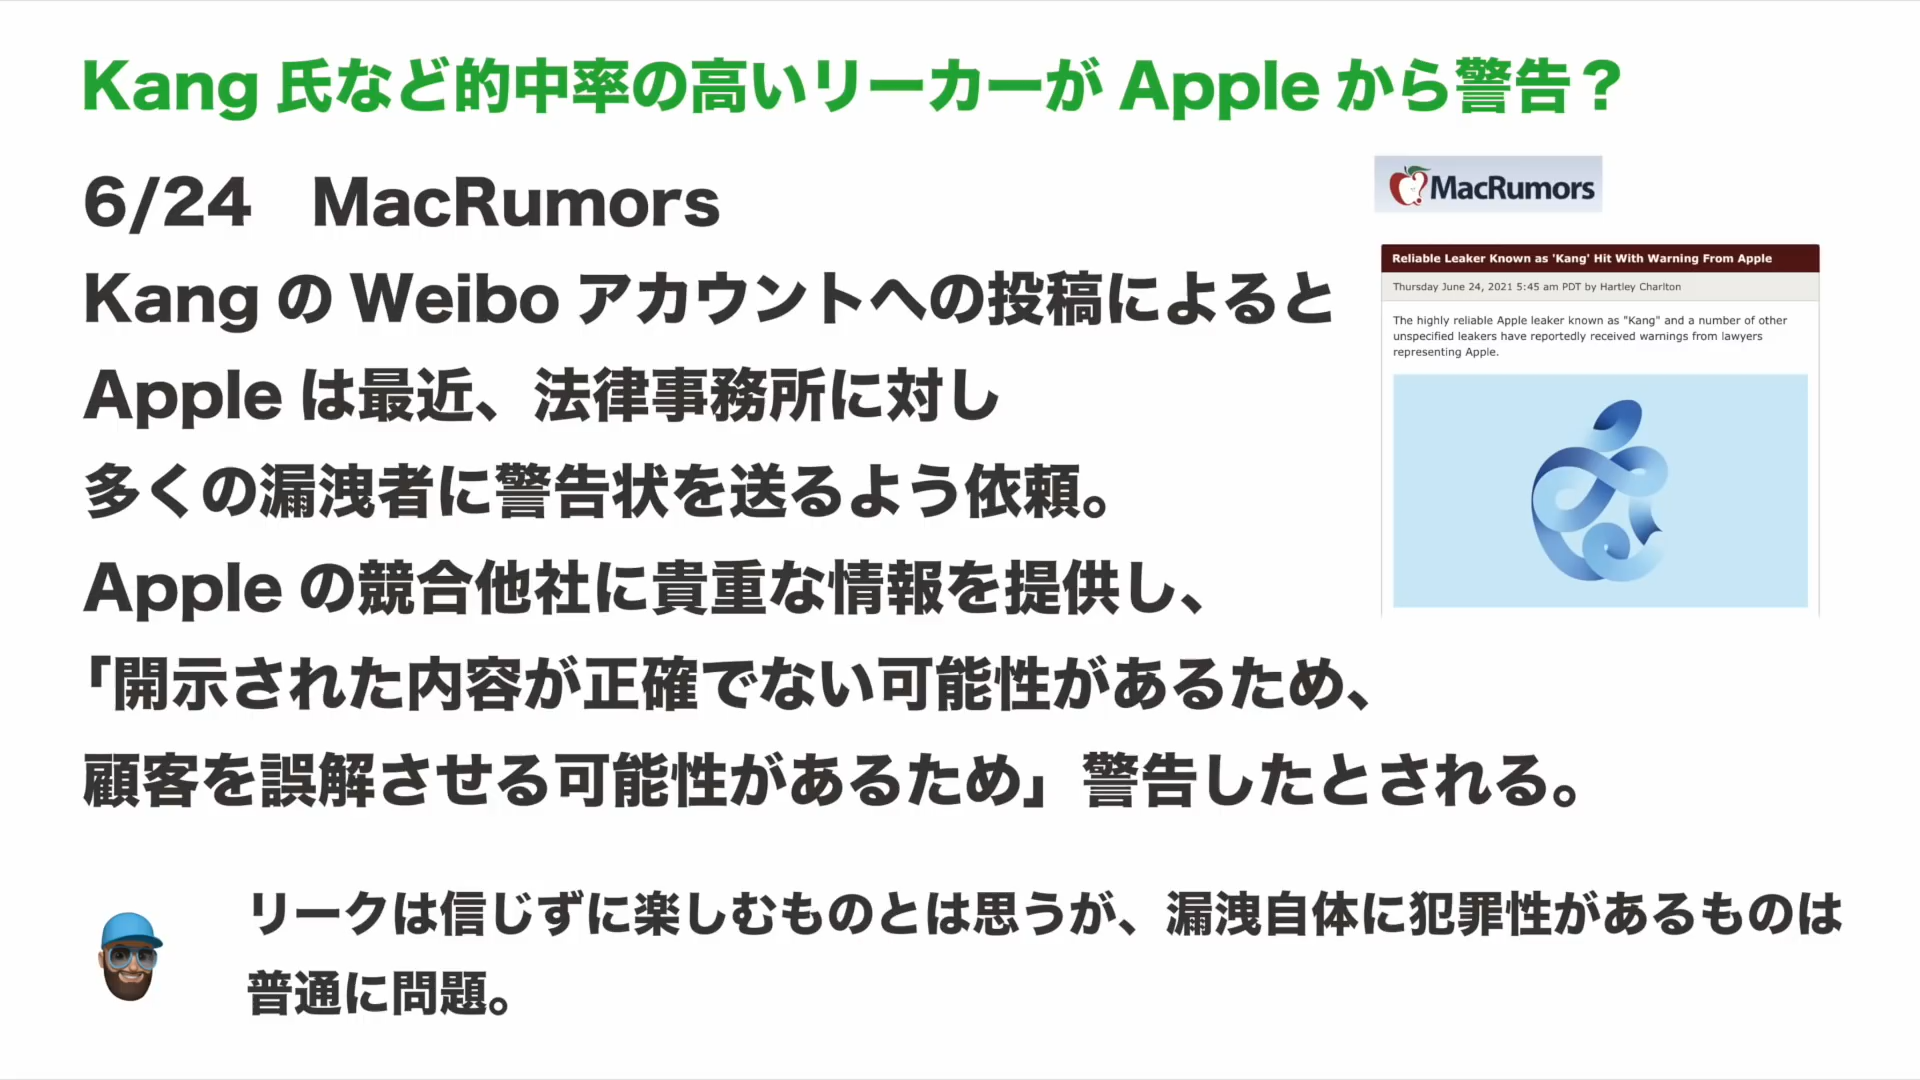 Kang 氏など的中率の高いリーカーが Apple から警告？
6/24　MacRumors
Kang の Weibo アカウントへの投稿によると
Apple は最近、法律事務所に対し
多くの漏洩者に警告状を送るよう依頼。
Apple の競合他社に貴重な情報を提供し、
「開示された内容が正確でない可能性があるため、
顧客を誤解させる可能性があるため」警告したとされる。
MacRumors
Reliable Leaker Known as 'Kang' Hit With Warning From Apple
Thursday June 24, 2021 5:45 am PDT by Hartley Charlton
The highly reliable Apple leaker known as "Kang" and a number of other
unspecified leakers have reportedly received warnings from lawyers
representing Apple.
リークは信じずに楽しむものとは思うが、漏洩自体に犯罪性があるものは
普通に問題。